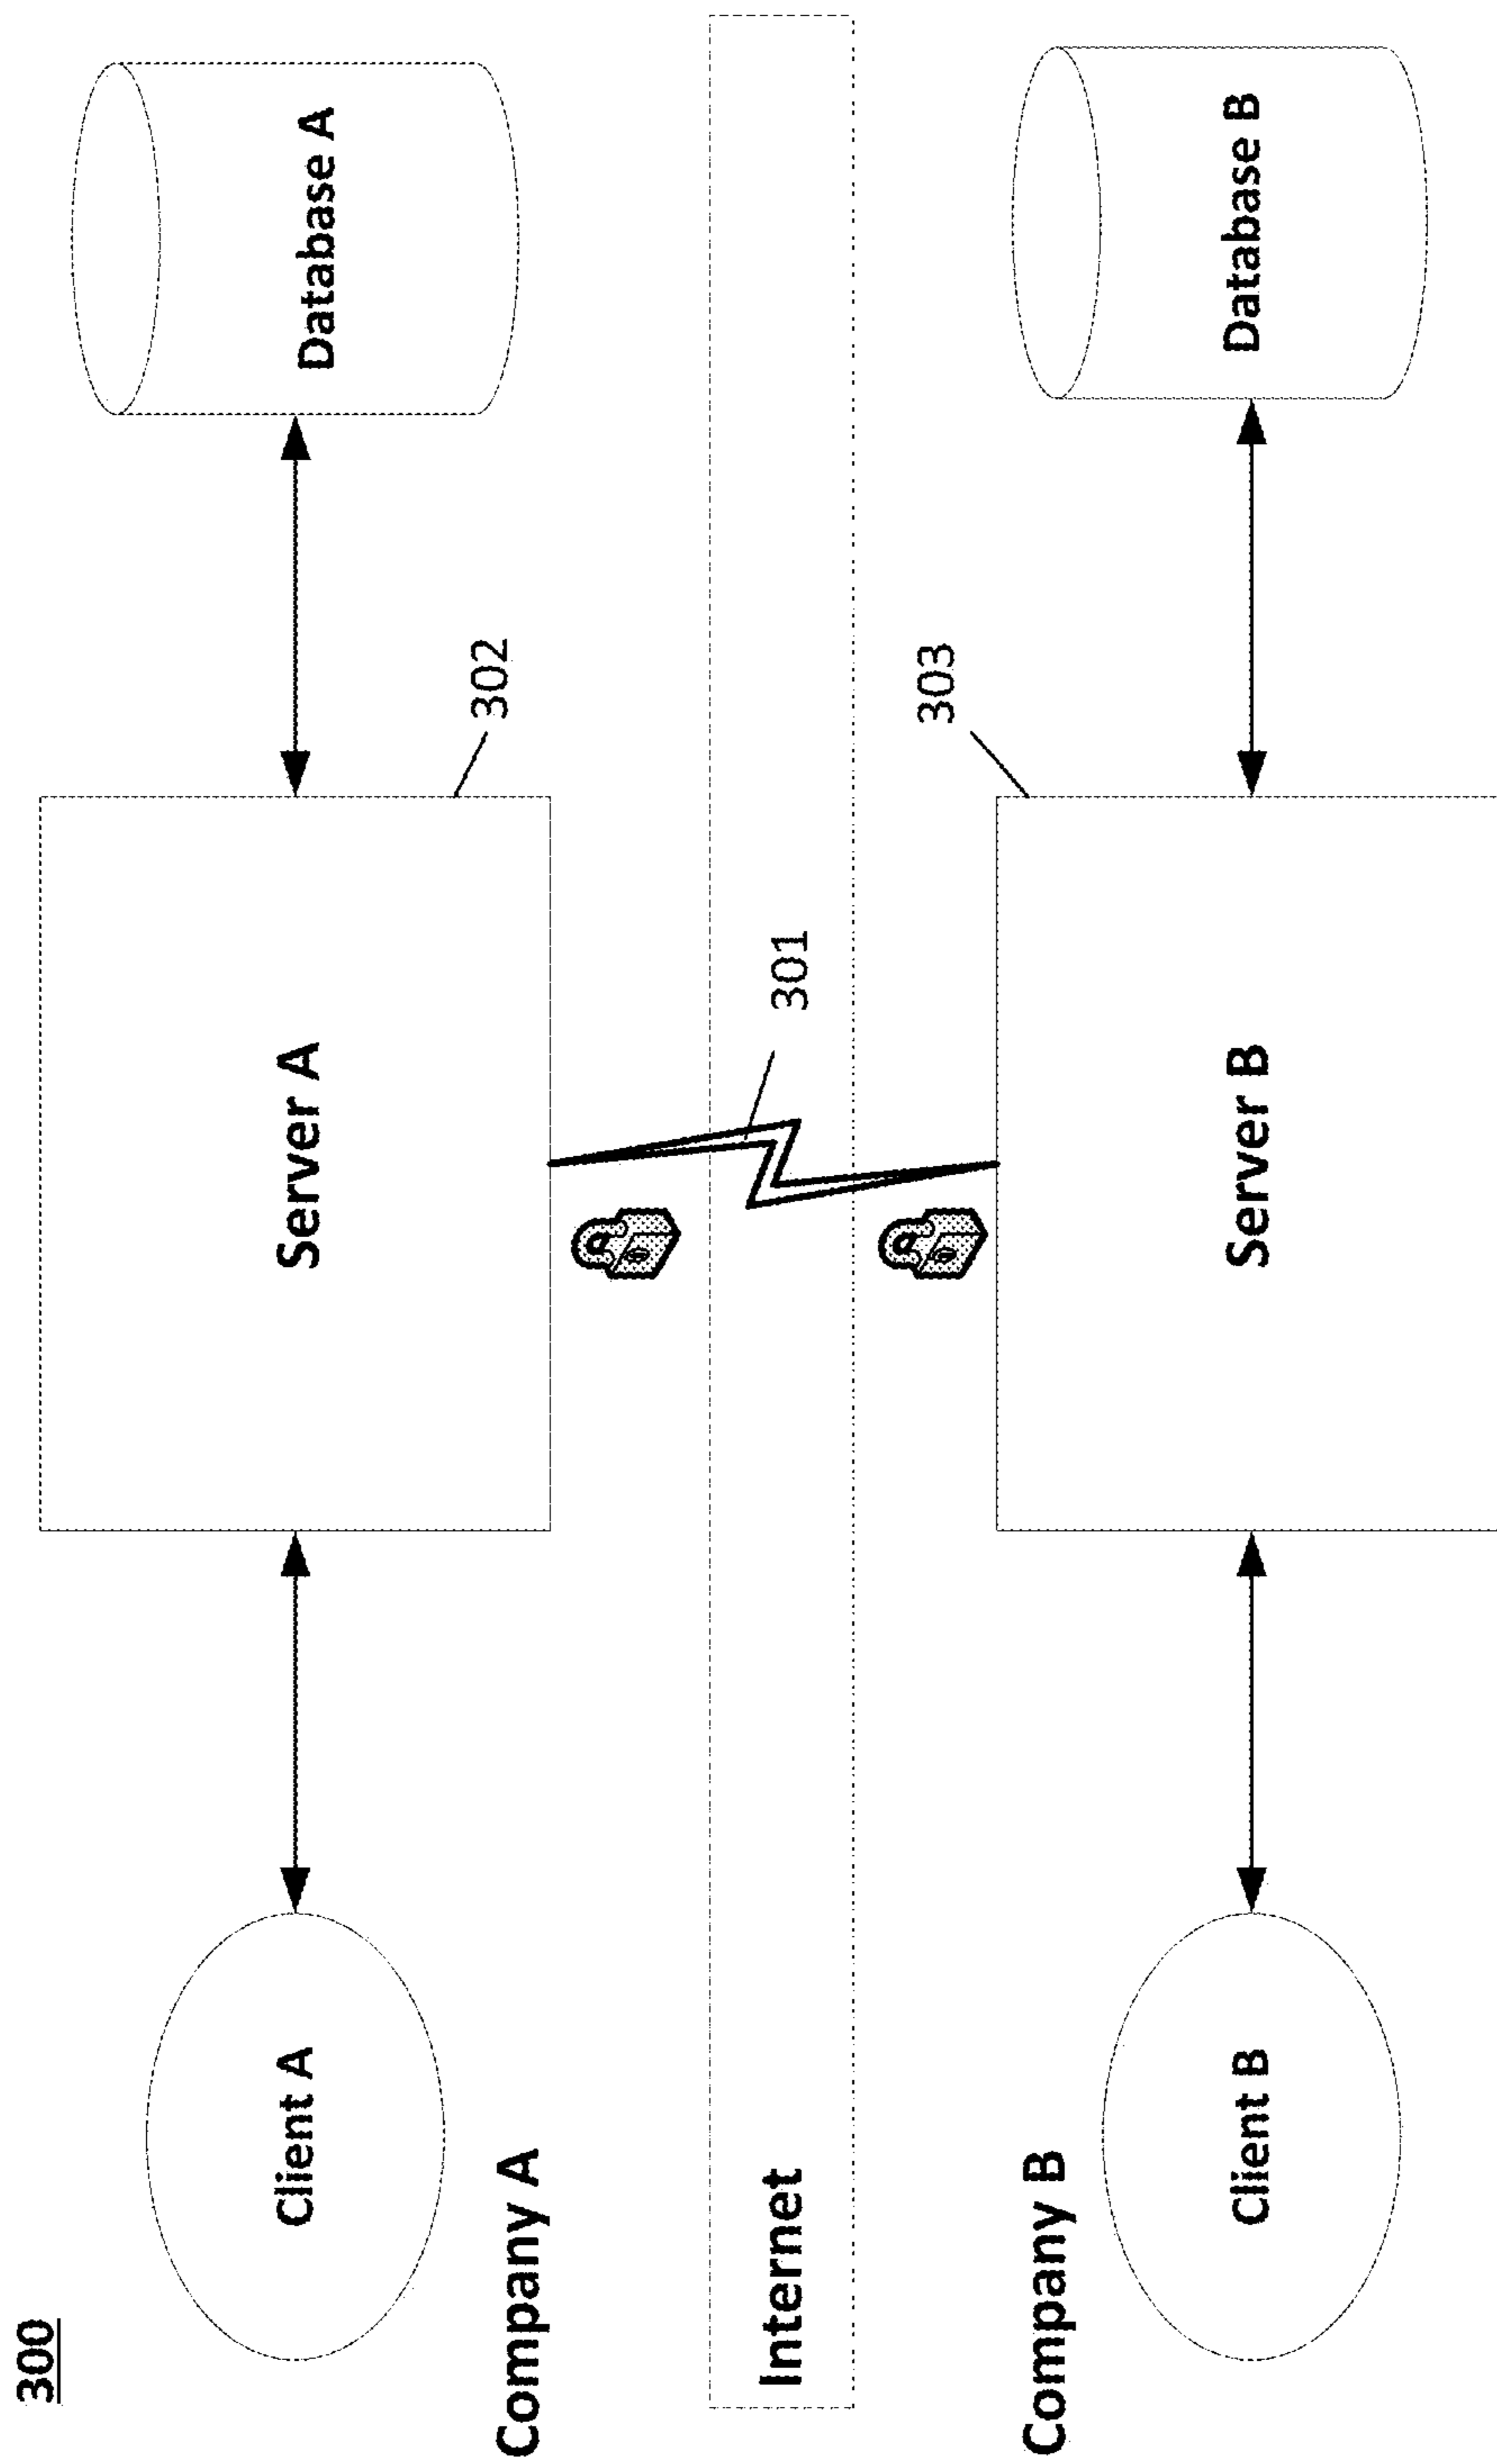 300
Client A
Server A
Database A
302
Company A
301
Internet
303
Company B
Client B
Server B
Database B